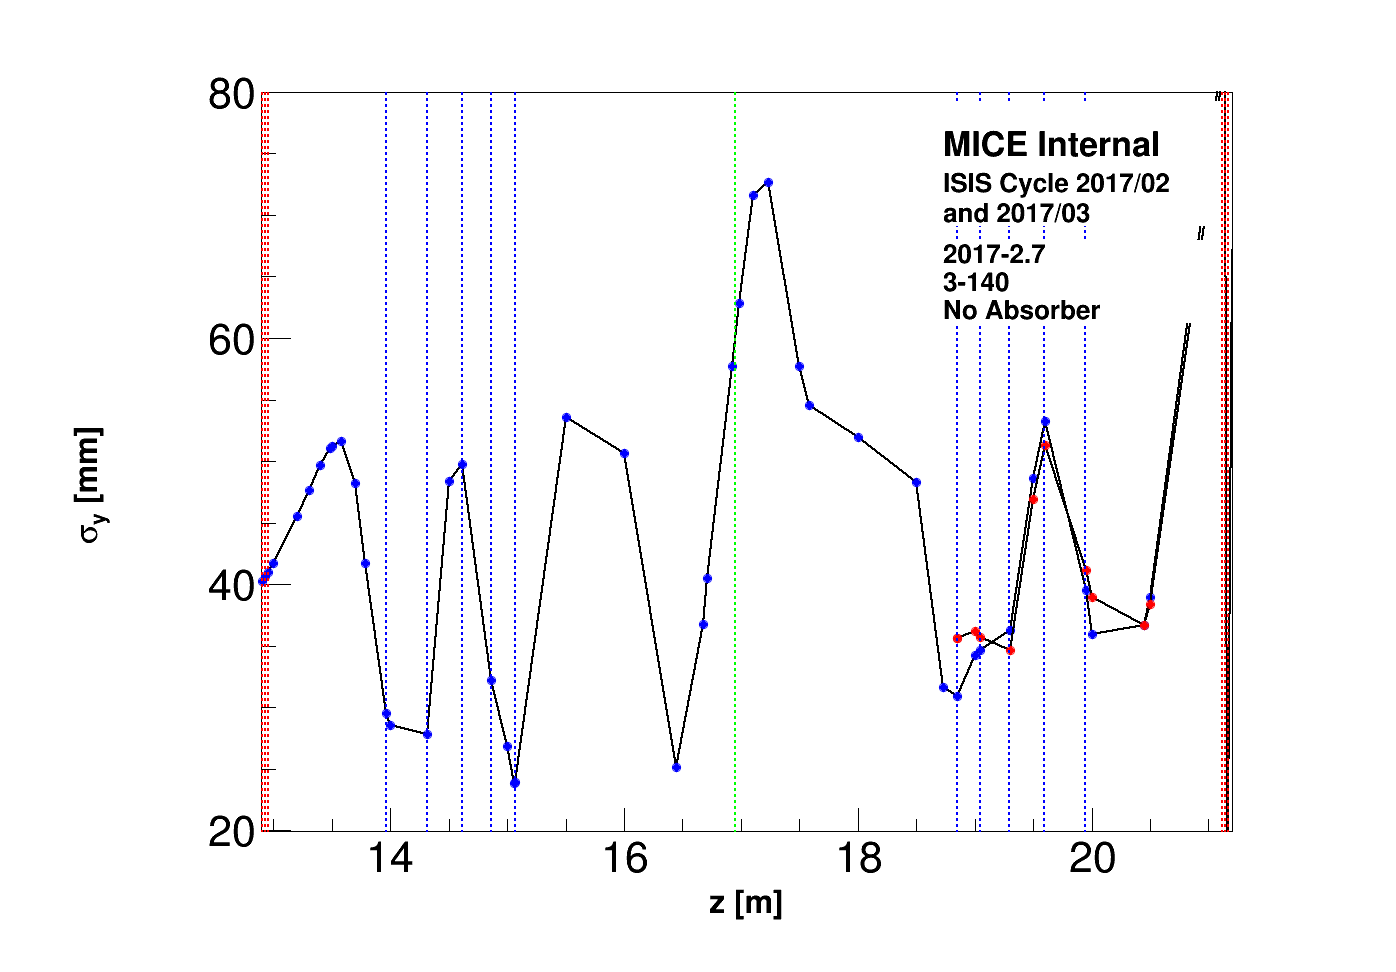 80
60
40
20
σy [mm]
MICE Internal
ISIS Cycle 2017/02
and 2017/03
2017-2.7
3-140
No Absorber
14 16 18 20
z [m]